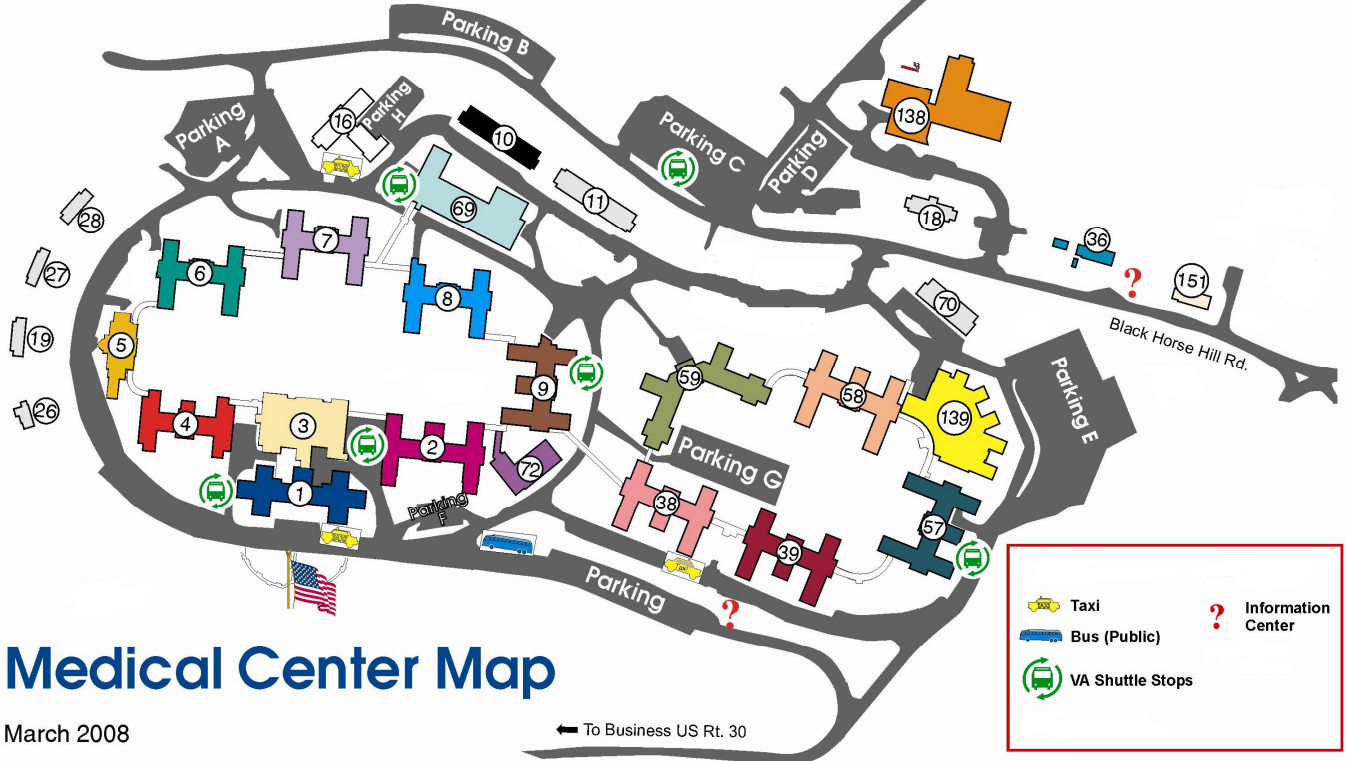 Parking B
138
Parking
A
16
Parking
H
10
Parking C
Parking
D
11
69
18
28
7
36
27
6
8
151
70
Black Horse Hill Rd.
19
5
9
59
58
Parking E
26
4
3
2
139
72
Parking G
1
Parking
F
38
57
39
TAXI
Parking
Taxi
Taxi
Bus (Public)
VA Shuttle Stops
? Information
Center
Medical Center Map
March 2008
To Business US Rt. 30